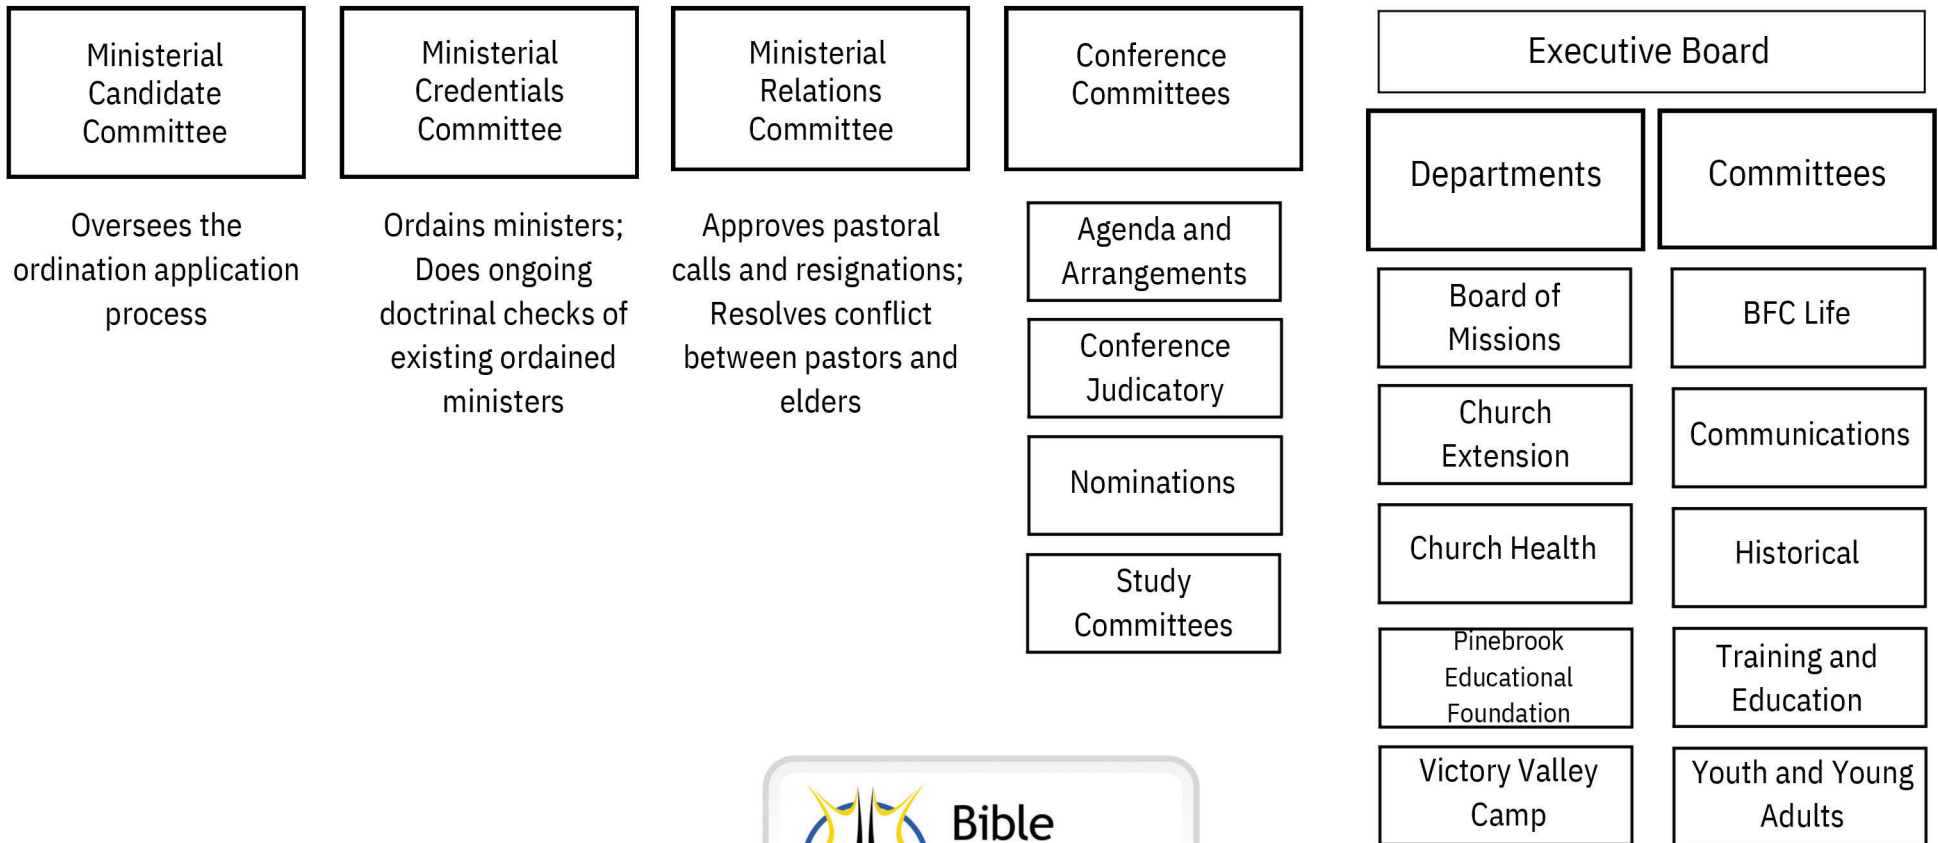 Ministerial
Candidate
Committee
Oversees the
ordination application
process
Ministerial
Credentials
Committee
Ordains ministers;
Does ongoing
doctrinal checks of
existing ordained
ministers
Ministerial
Relations
Committee
Approves pastoral
calls and resignations;
Resolves conflict
between pastors and
elders
Conference
Committees
Agenda and
Arrangements
Conference
Judicatory
Nominations
Study
Committees
Executive Board
Departments
Board of
Missions
Church
Extension
Church Health
Pinebrook
Educational
Foundation
Victory Valley
Camp
Committees
BFC Life
Communications
Historical
Training and
Education
Youth and Young
Adults
Bible